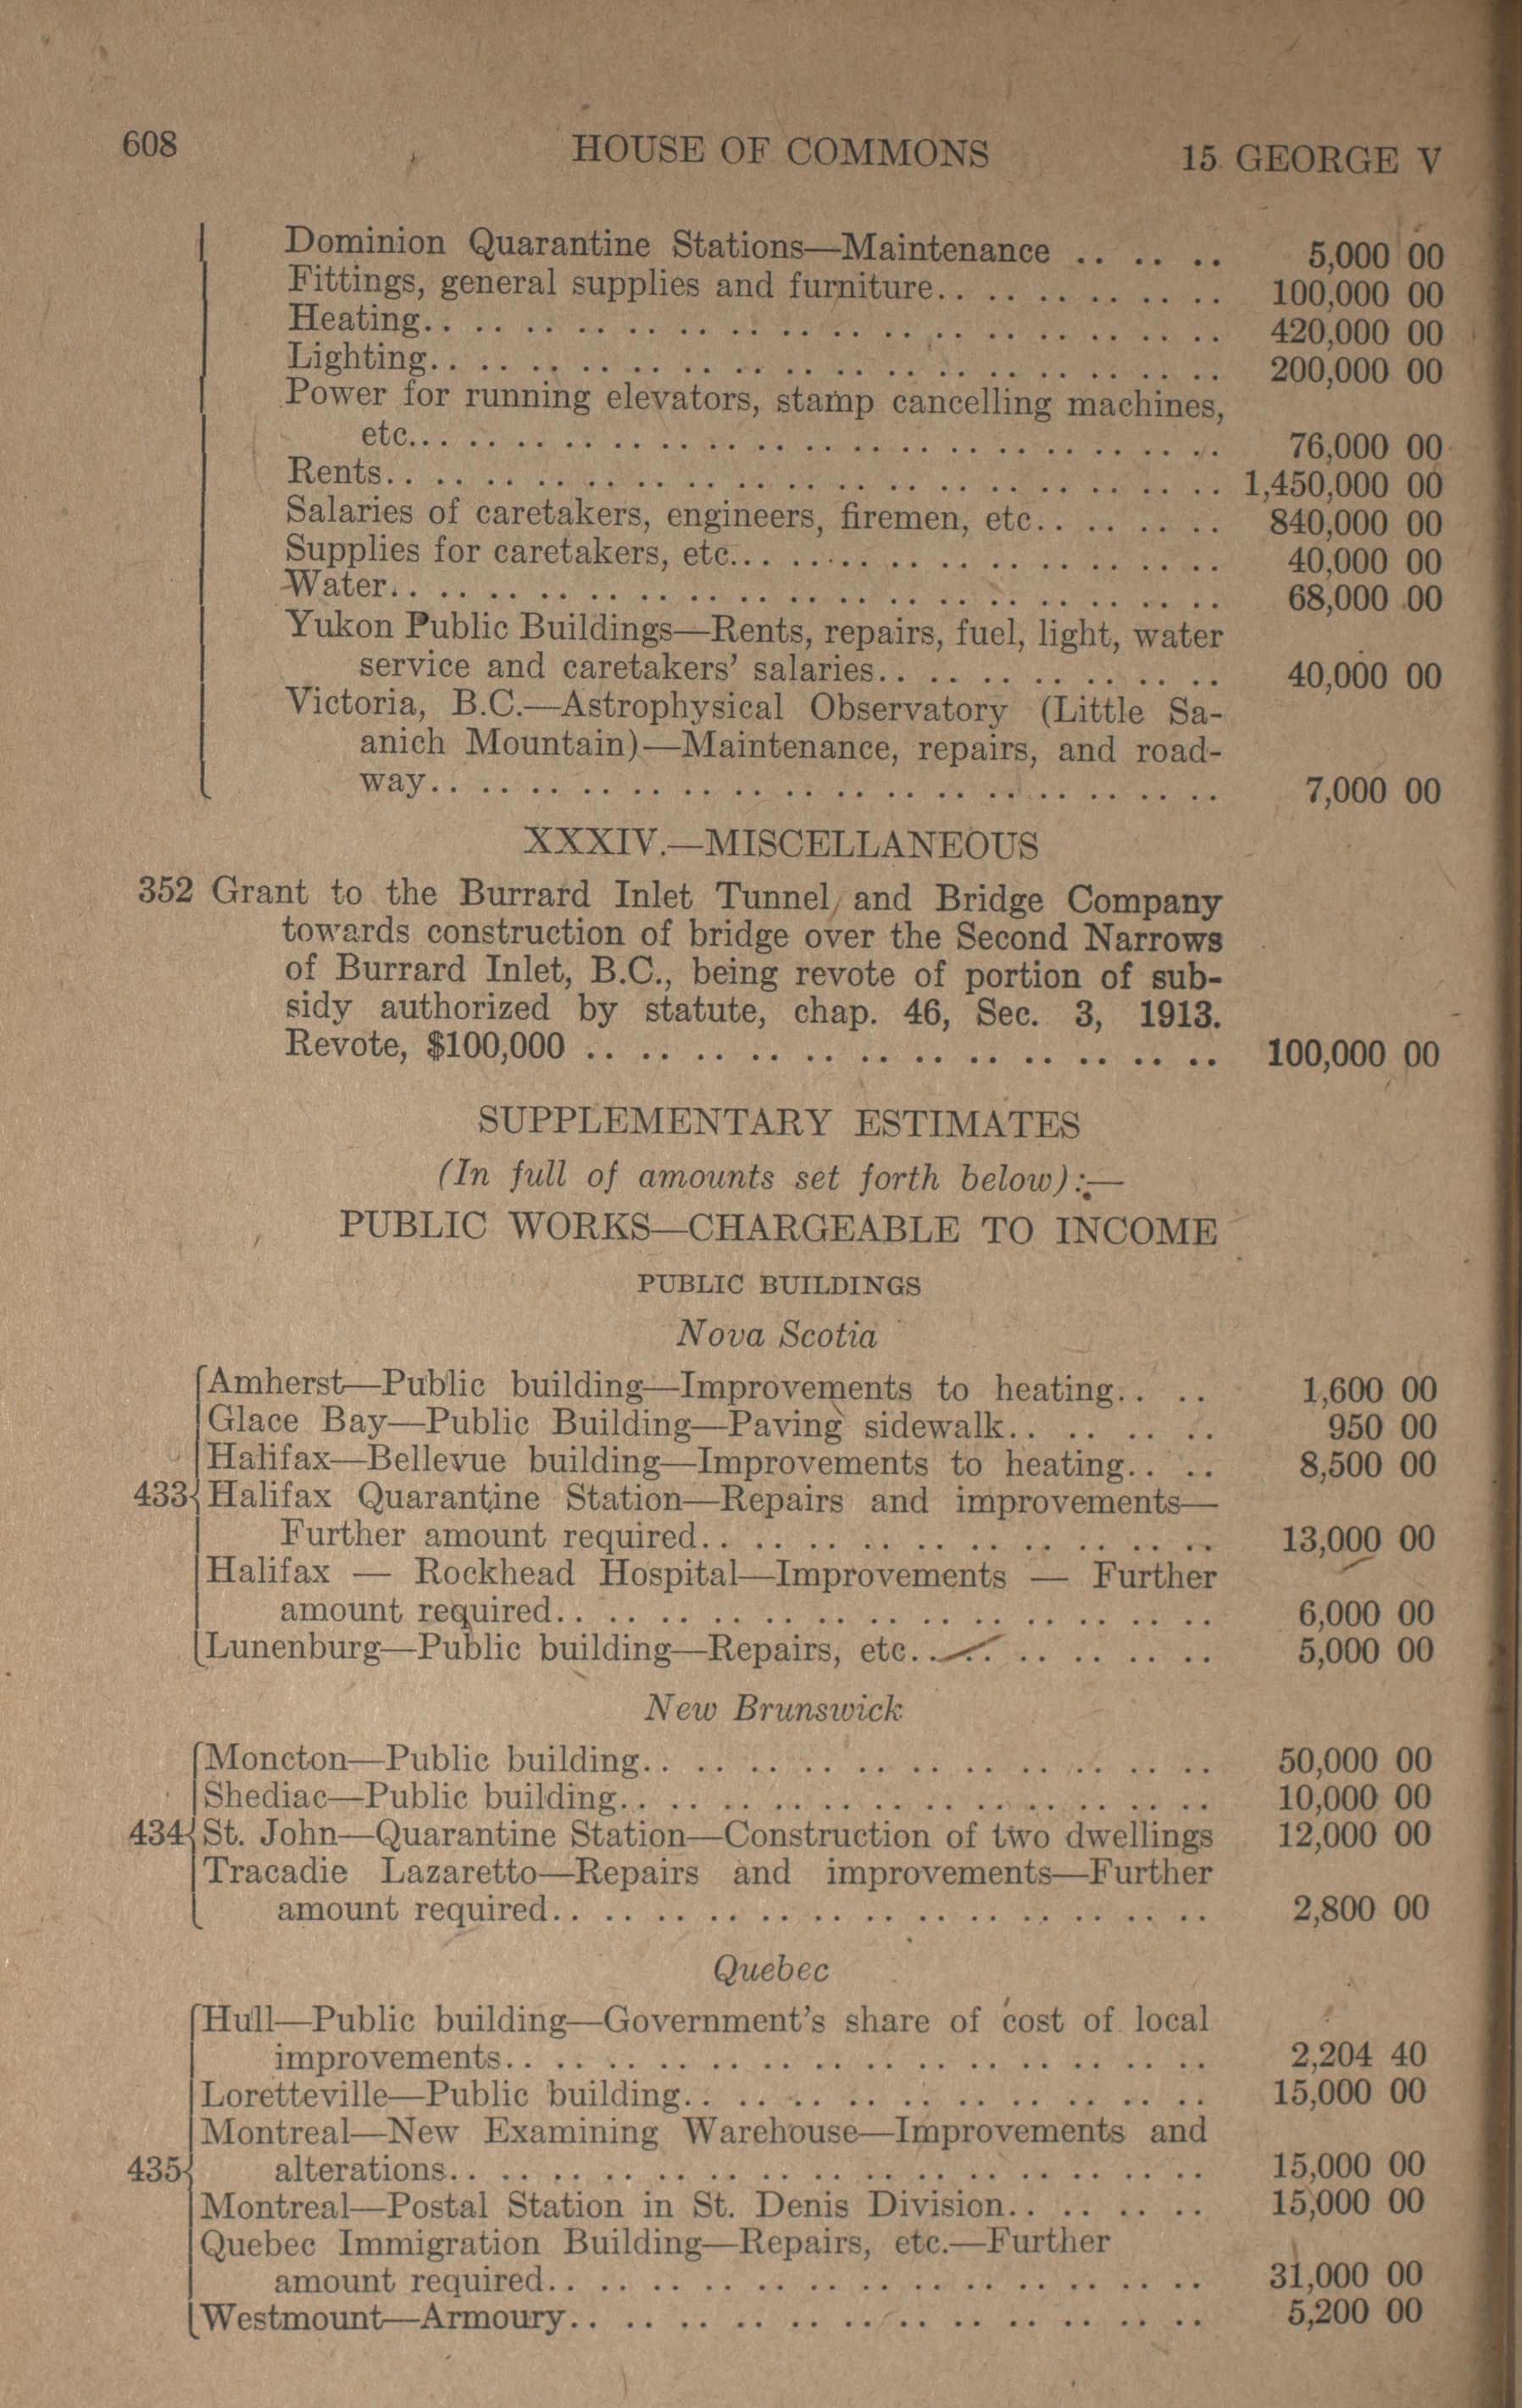 608 HOUSE OF COMMONS 15 GEORGE V
Dominion Quarantine Stations—Maintenance .. .. .. 5,000 00
Fittings, general supplies and furniture.. .. .. .. .. .. 100,000 00
Heating.. .. .. .. .. .. .. .. .. .. .. .. .. .. .. .. 420,000 00
Lighting.. .. .. .. .. .. .. .. .. .. .. .. .. .. .. .. 200,000 00
Power for running elevators, stamp cancelling machines,
etc... .. .. .. .. .. .. .. .. .. .. .. .. .. .. .. .. 76,000 00
Rents.. .. .. .. .. .. .. .. .. .. .. .. .. .. .. .. .. 1,450,000 00
Salaries of caretakers, engineers, firemen, etc.. .. .. .. 840,000 00
Supplies for caretakers, etc... .. .. .. .. .. .. .. .. .. 40,000 00
Water.. .. .. .. .. .. .. .. .. .. .. .. .. .. .. .. .. 68,000 00
Yukon Public Buildings—Rents, repairs, fuel, light, water
service and caretakers' salaries.. .. .. .. .. .. .. 40,000 00
Victoria, B.C.—Astrophysical Observatory (Little Sa-
anich Mountain)—Maintenance, repairs, and road-
way.. .. .. .. .. .. .. .. .. .. .. .. .. .. .. .. 7,000 00
XXXIV.—MISCELLANEOUS
352 Grant to the Burrard Inlet Tunnel and Bridge Company
towards construction of bridge over the Second Narrows
of Burrard Inlet, B.C., being revote of portion of sub-
sidy authorized by statute, chap. 46, Sec. 3, 1913.
Revote, $100,000 .. .. .. .. .. .. .. .. .. .. .. .. 100,000 00
SUPPLEMENTARY ESTIMATES
(In full of amounts set forth below):—
PUBLIC WORKS—CHARGEABLE TO INCOME
PUBLIC BUILDINGS
Nova Scotia
Amherst—Public building—Improvements to heating.. .. 1,600 00
Glace Bay—Public Building—Paving sidewalk.. .. .. .. 950 00
Halifax—Bellevue building—Improvements to heating.. .. 8,500 00
433 Halifax Quarantine Station—Repairs and improvements—
Further amount required.. .. .. .. .. .. .. .. .. .. 13,000 00
Halifax — Rockhead Hospital—Improvements — Further
amount required.. .. .. .. .. .. .. .. .. .. .. .. .. 6,000 00
Lunenburg—Public building—Repairs, etc.. .. .. .. .. .. 5,000 00
New Brunswick
Moncton—Public building.. .. .. .. .. .. .. .. .. .. .. 50,000 00
Shediac—Public building.. .. .. .. .. .. .. .. .. .. .. .. 10,000 00
434 St. John—Quarantine Station—Construction of two dwellings 12,000 00
Tracadie Lazaretto—Repairs and improvements—Further
amount required.. .. .. .. .. .. .. .. .. .. .. .. .. 2,800 00
Quebec
Hull—Public building—Government's share of cost of local
improvements.. .. .. .. .. .. .. .. .. .. .. .. .. .. 2,204 40
Loretteville—Public building.. .. .. .. .. .. .. .. .. .. 15,000 00
Montreal—New Examining Warehouse—Improvements and
435 alterations.. .. .. .. .. .. .. .. .. .. .. .. .. .. .. 15,000 00
Montreal—Postal Station in St. Denis Division.. .. .. .. 15,000 00
Quebec Immigration Building—Repairs, etc.—Further
amount required.. .. .. .. .. .. .. .. .. .. .. .. .. 31,000 00
Westmount—Armoury.. .. .. .. .. .. .. .. .. .. .. .. 5,200 00